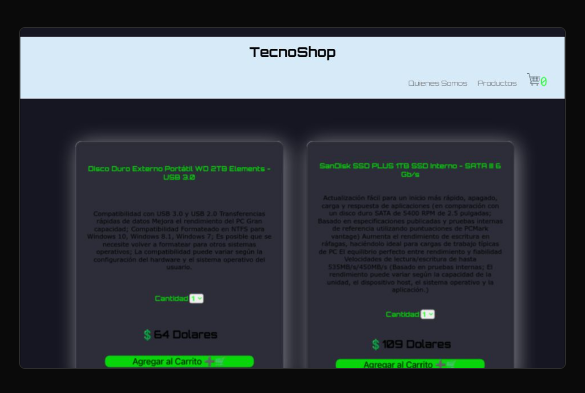 TecnoShop
Quienes Somos Productos 0
Disco Duro Externo Portátil WD 2TB Elements -
USB 3.0
Compatibilidad con USB 3.0 y USB 2.0 Transferencias
rápidas de datos Mejora el rendimiento del PC Gran
capacidad; Compatibilidad Formateado en NTFS para
Windows 10, Windows 8.1, Windows 7; Es posible que se
necesite volver a formatear para otros sistemas
operativos; La compatibilidad puede variar según la
configuración del hardware y el sistema operativo del
usuario.
Cantidad 1
$ 64 Dolares
Agregar al Carrito
SanDisk SSD PLUS 1TB SSD Interno - SATA III 6
Gb/s
Actualización fácil para un inicio más rápido, apagado,
carga y respuesta de aplicaciones (en comparación con
un disco duro SATA de 5400 RPM de 2.5 pulgadas;
Basado en especificaciones publicadas y pruebas internas
de referencia utilizando puntuaciones de PCMark
vantage) Aumenta el rendimiento de escritura en
ráfagas, haciéndolo ideal para cargas de trabajo típicas
de PC El equilibrio perfecto entre rendimiento y fiabilidad
Velocidades de lectura/escritura de hasta
535MB/s/450MB/s (Basado en pruebas internas; El
rendimiento puede variar según la capacidad de la
unidad, el dispositivo host, el sistema operativo y la
aplicación.)
Cantidad 1
$ 109 Dolares
Agregar al Carrito